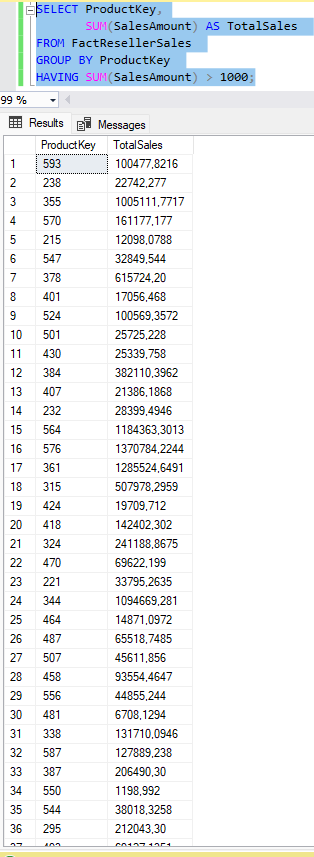 SELECT ProductKey,
SUM(SalesAmount) AS TotalSales
FROM FactResellerSales
GROUP BY ProductKey
HAVING SUM(SalesAmount) > 1000;
99 %
Results Messages
ProductKey TotalSales
1 593 100477,8216
2 238 22742,277
3 355 1005111,7717
4 570 161177,177
5 215 12098,0788
6 547 32849,544
7 378 615724,20
8 401 17056,468
9 524 100569,3572
10 501 25725,228
11 430 25339,758
12 384 382110,3962
13 407 21386,1868
14 232 28399,4946
15 564 1184363,3013
16 576 1370784,2244
17 361 1285524,6491
18 315 507978,2959
19 424 19709,712
20 418 142402,302
21 324 241188,8675
22 470 69622,199
23 221 33795,2635
24 344 1094669,281
25 464 14871,0972
26 487 65518,7485
27 507 45611,856
28 458 93554,4647
29 556 44855,244
30 481 6708,1294
31 338 131710,0946
32 587 127889,238
33 387 206490,30
34 550 1198,992
35 544 38018,3258
36 295 212043,30